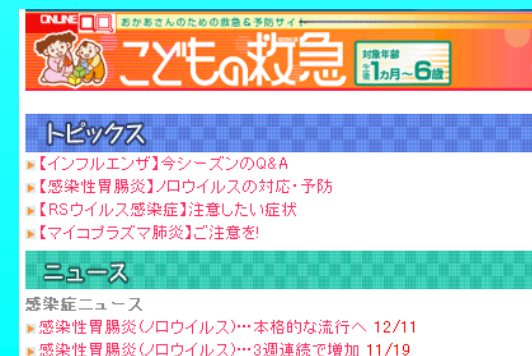 ONLINE QQ おかあさんのための救急&予防サイト
こどもの救急
対象年齢
生後1カ月～6歳
トピックス
【インフルエンザ】今シーズンのQ&A
【感染性胃腸炎】ノロウイルスの対応・予防
【RSウイルス感染症】注意したい症状
【マイコプラズマ肺炎】ご注意を!
ニュース
感染症ニュース
感染性胃腸炎(ノロウイルス)…本格的な流行へ 12/11
感染性胃腸炎(ノロウイルス)…3週連続で増加 11/19